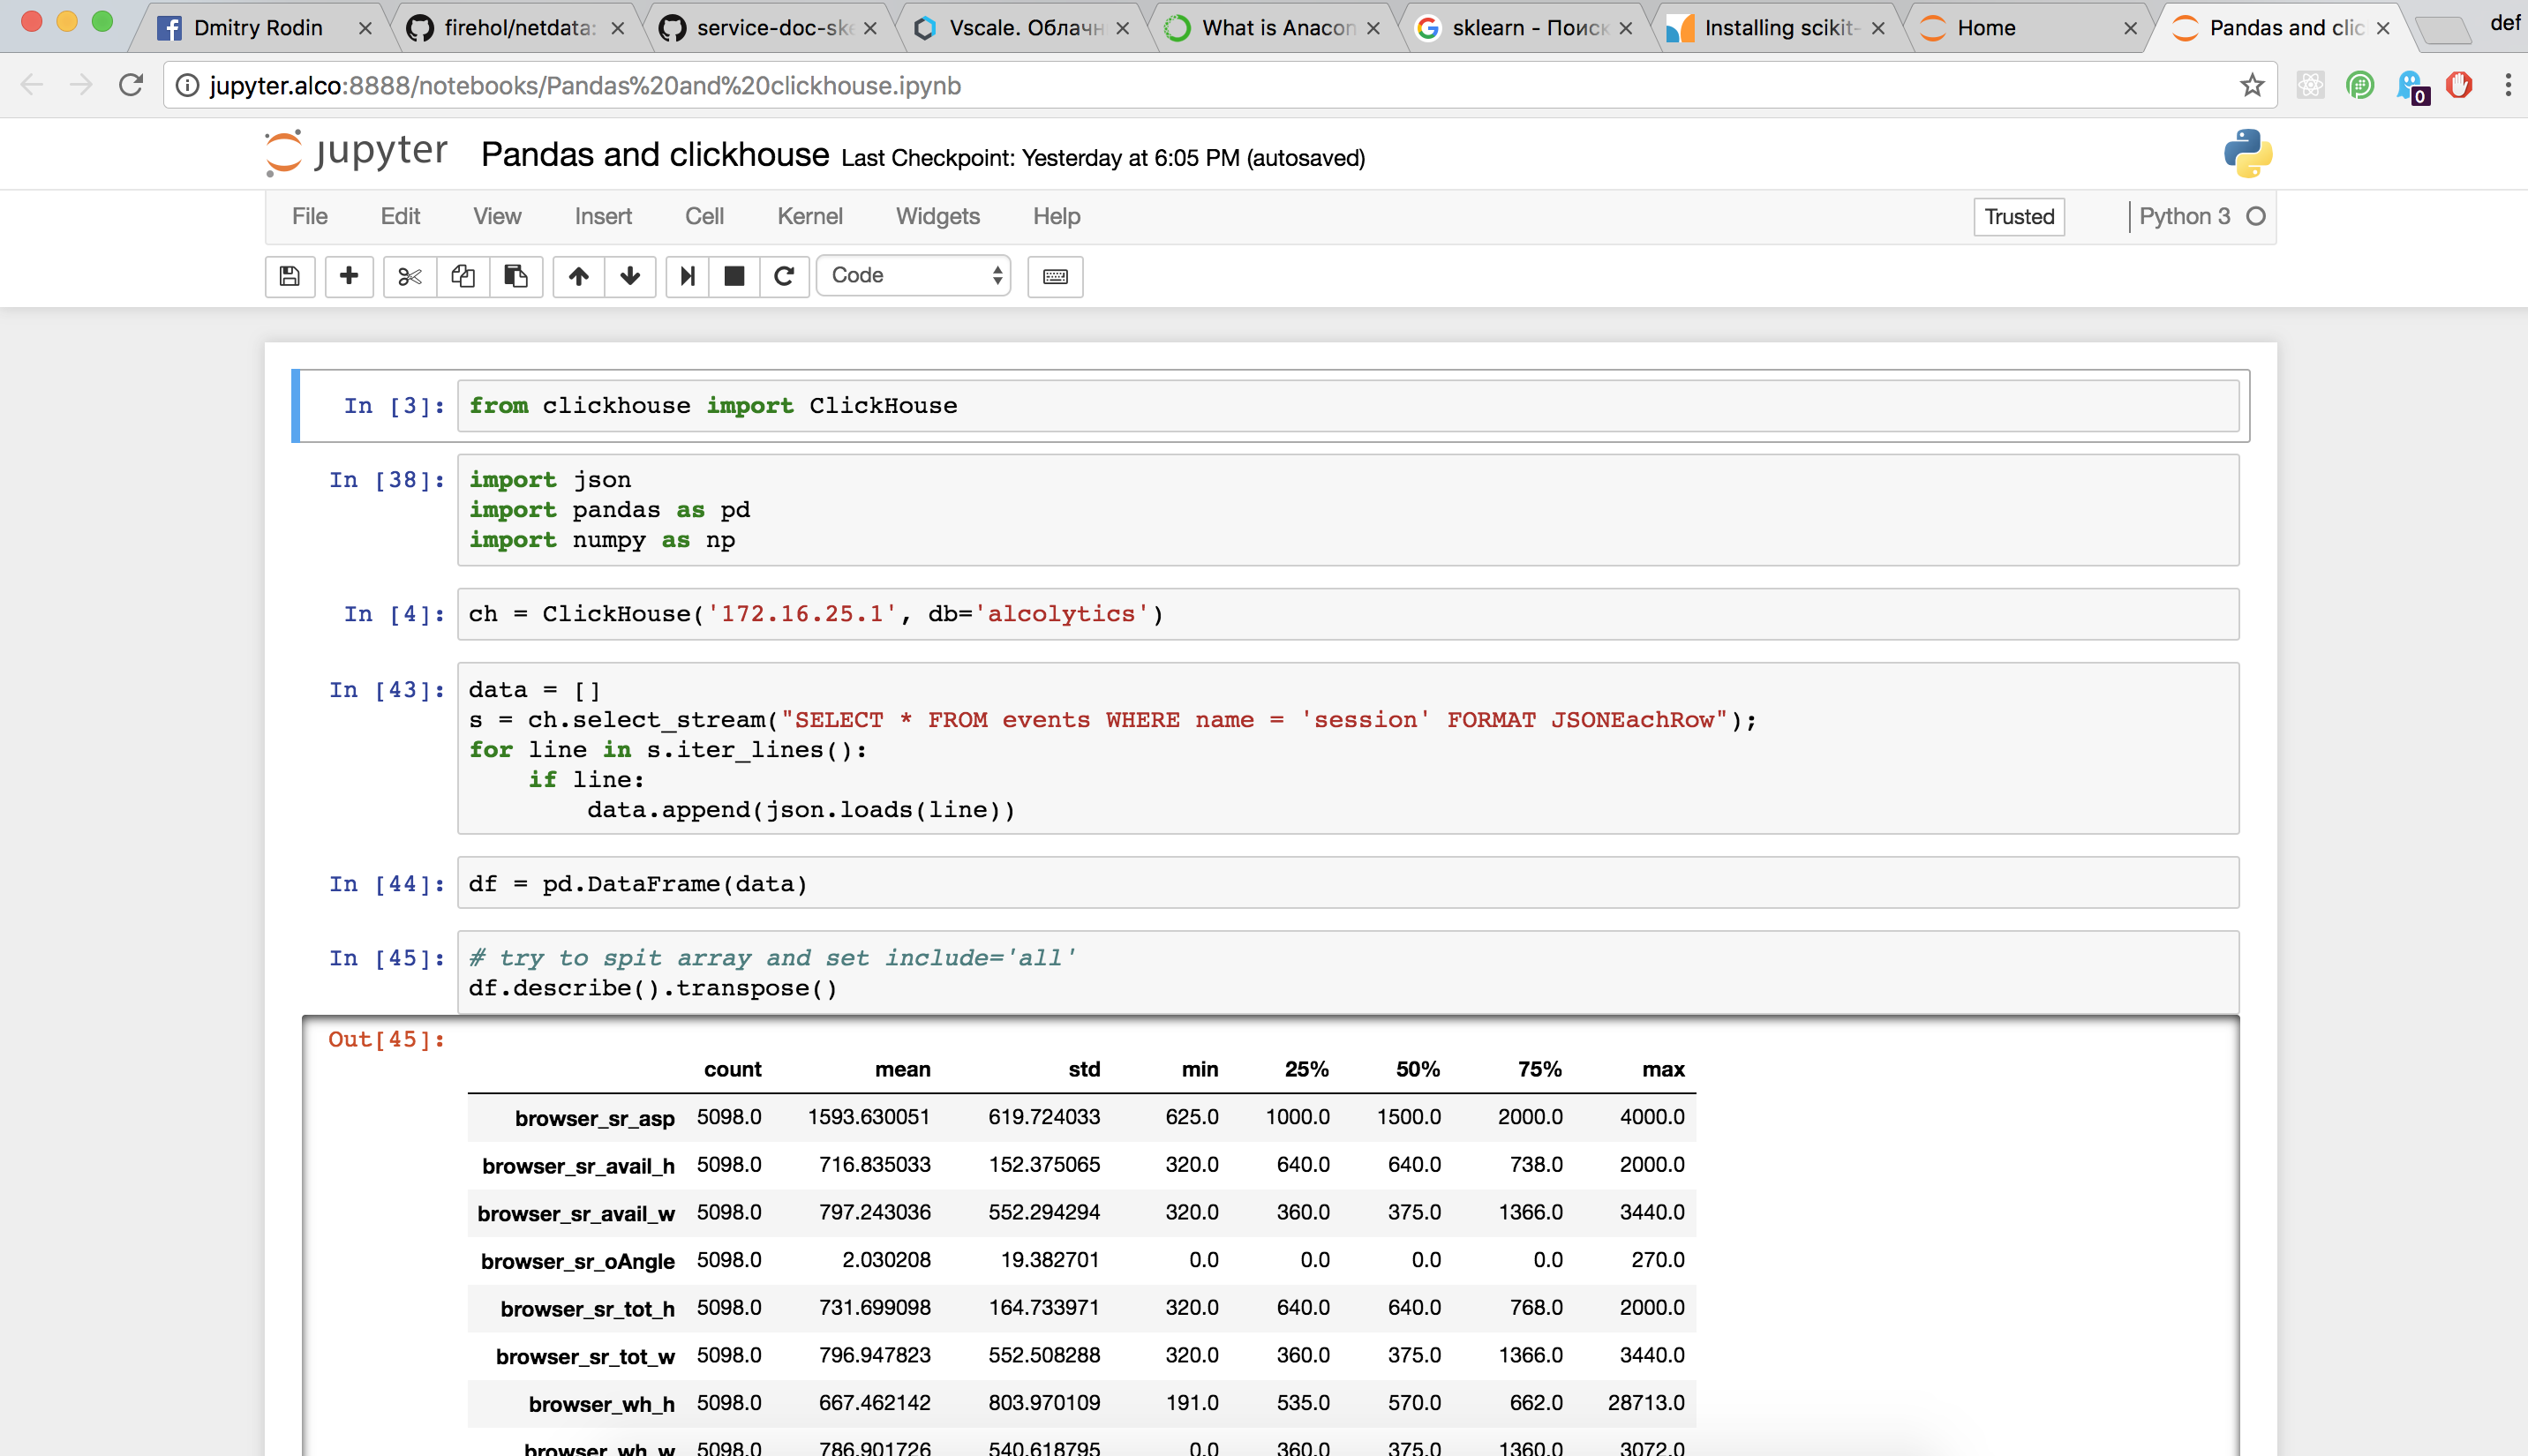 Dmitry Rodin
firehol/netdata:
service-doc-ske
Vscale. Облачн
What is Anacon
sklearn - Поиск
Installing scikit-
Home
Pandas and clic
def
jupyter.alco:8888/notebooks/Pandas%20and%20clickhouse.ipynb
0
jupyter Pandas and clickhouse Last Checkpoint: Yesterday at 6:05 PM (autosaved)
File Edit View Insert Cell Kernel Widgets Help Trusted Python 3
Code
In [3]: from clickhouse import ClickHouse
In [38]: import json
import pandas as pd
import numpy as np
In [4]: ch = ClickHouse('172.16.25.1', db='alcolytics')
In [43]: data = []
s = ch.select_stream("SELECT * FROM events WHERE name = 'session' FORMAT JSONEachRow");
for line in s.iter_lines():
    if line:
        data.append(json.loads(line))
In [44]: df = pd.DataFrame(data)
In [45]: # try to spit array and set include='all'
df.describe().transpose()
Out[45]:
count mean std min 25% 50% 75% max
browser_sr_asp 5098.0 1593.630051 619.724033 625.0 1000.0 1500.0 2000.0 4000.0
browser_sr_avail_h 5098.0 716.835033 152.375065 320.0 640.0 640.0 738.0 2000.0
browser_sr_avail_w 5098.0 797.243036 552.294294 320.0 360.0 375.0 1366.0 3440.0
browser_sr_oAngle 5098.0 2.030208 19.382701 0.0 0.0 0.0 0.0 270.0
browser_sr_tot_h 5098.0 731.699098 164.733971 320.0 640.0 640.0 768.0 2000.0
browser_sr_tot_w 5098.0 796.947823 552.508288 320.0 360.0 375.0 1366.0 3440.0
browser_wh_h 5098.0 667.462142 803.970109 191.0 535.0 570.0 662.0 28713.0
browser_wh_w 5098.0 786.901726 540.618795 0.0 360.0 375.0 1360.0 3072.0